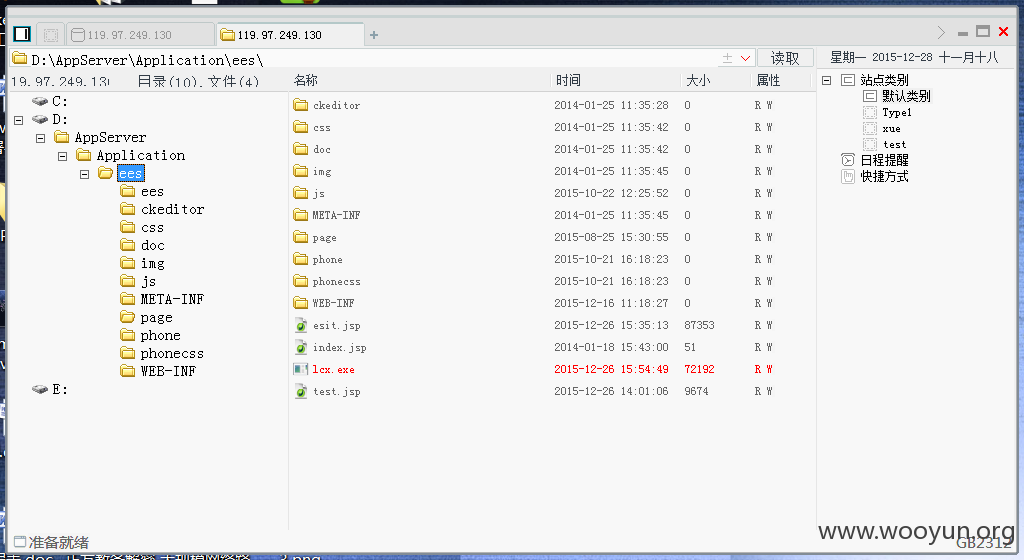 119.97.249.130
119.97.249.130
+
D:\AppServer\Application\ees\
读取
星期一 2015-12-28 十一月十八
目录(10),文件(4)
名称 时间 大小 属性
C:
D:
AppServer
Application
ees
ees
ckeditor
css
doc
img
js
META-INF
page
phone
phonecss
WEB-INF
E:
ckeditor 2014-01-25 11:35:28 0 R W
css 2014-01-25 11:35:42 0 R W
doc 2014-01-25 11:35:42 0 R W
img 2014-01-25 11:35:45 0 R W
js 2015-10-22 12:25:52 0 R W
META-INF 2014-01-25 11:35:45 0 R W
page 2015-08-25 15:30:55 0 R W
phone 2015-10-21 16:18:23 0 R W
phonecss 2015-10-21 16:18:23 0 R W
WEB-INF 2015-12-16 11:18:27 0 R W
esit.jsp 2015-12-26 15:35:13 87353 R W
index.jsp 2014-01-18 15:43:00 51 R W
lcx.exe 2015-12-26 15:54:49 72192 R W
test.jsp 2015-12-26 14:01:06 9674 R W
站点类别
默认类别
Type1
xue
test
日程提醒
快捷方式
准备就绪
www.wooyun.org
GB2312